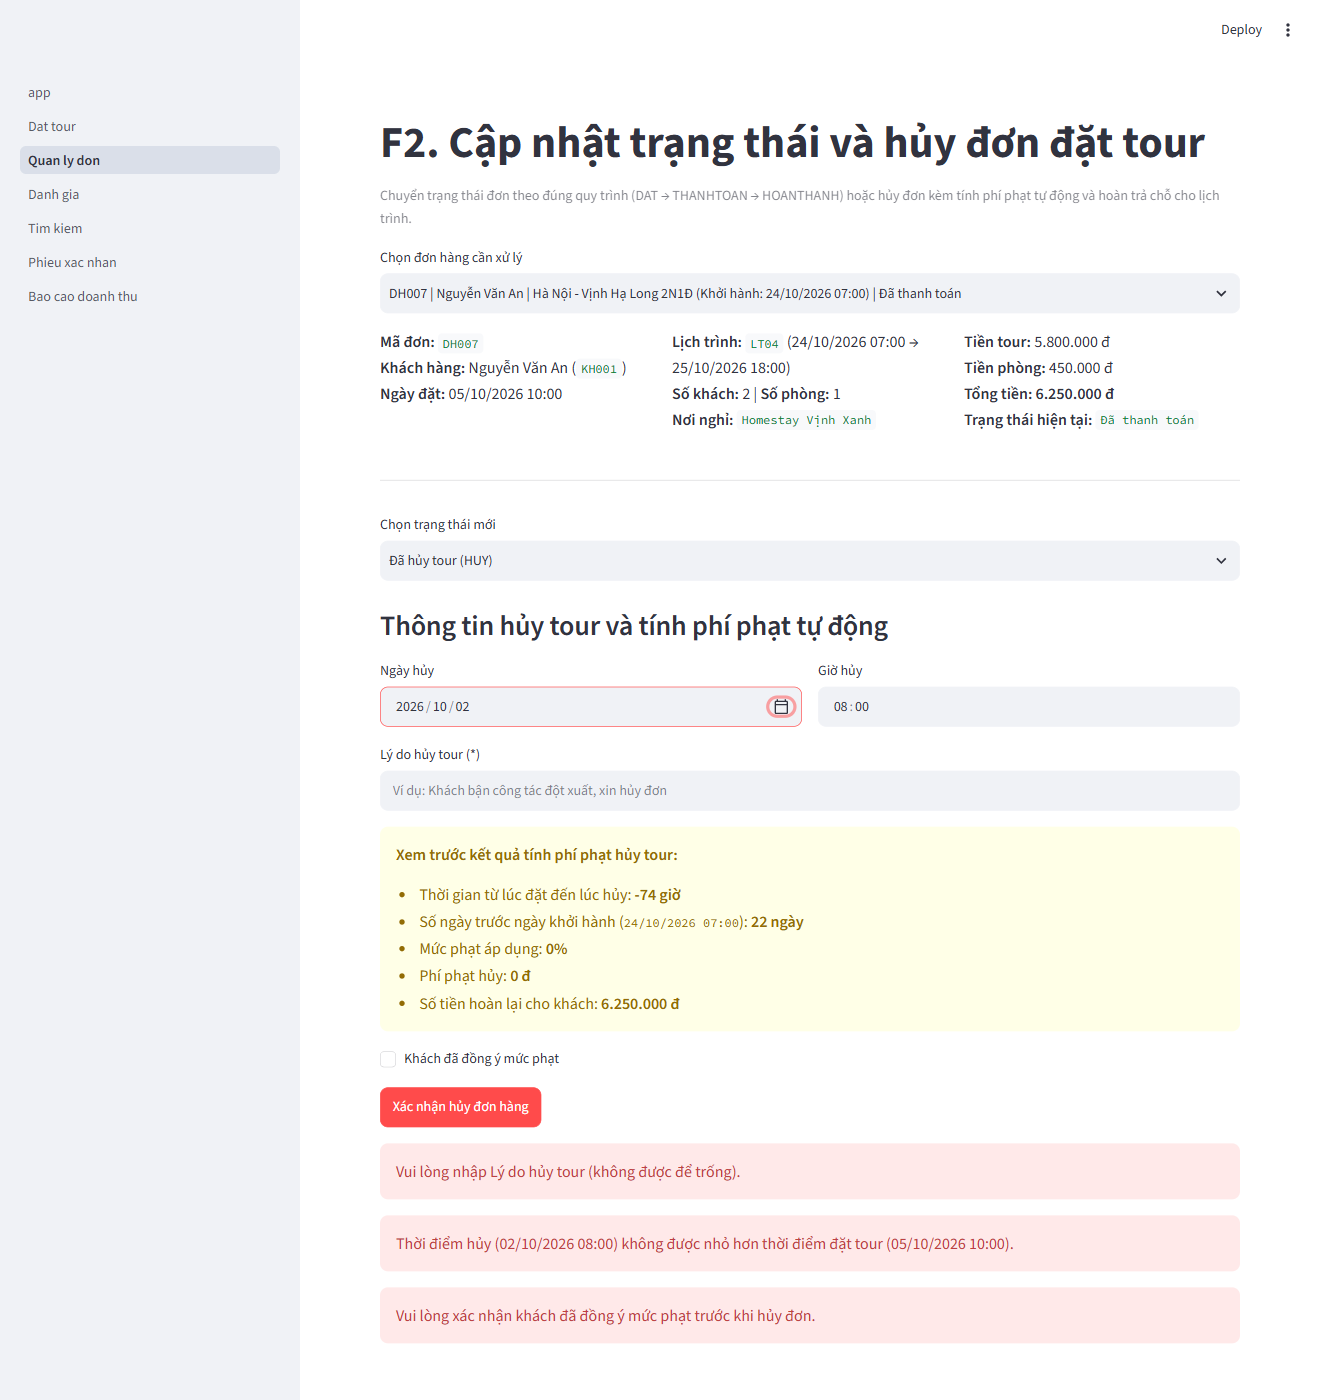 Deploy
app
Dat tour
Quan ly don
Danh gia
Tim kiem
Phieu xac nhan
Bao cao doanh thu
F2. Cập nhật trạng thái và hủy đơn đặt tour
Chuyển trạng thái đơn theo đúng quy trình (DAT → THANHTOAN → HOANTHANH) hoặc hủy đơn kèm tính phí phạt tự động và hoàn trả chỗ cho lịch
trình.
Chọn đơn hàng cần xử lý
DH007 | Nguyễn Văn An | Hà Nội - Vịnh Hạ Long 2N1Đ (Khởi hành: 24/10/2026 07:00) | Đã thanh toán
Mã đơn: DH007
Khách hàng: Nguyễn Văn An ( KH001 )
Ngày đặt: 05/10/2026 10:00
Lịch trình: LT04 (24/10/2026 07:00 →
25/10/2026 18:00)
Số khách: 2 | Số phòng: 1
Nơi nghỉ: Homestay Vịnh Xanh
Tiền tour: 5.800.000 đ
Tiền phòng: 450.000 đ
Tổng tiền: 6.250.000 đ
Trạng thái hiện tại: Đã thanh toán
Chọn trạng thái mới
Đã hủy tour (HUY)
Thông tin hủy tour và tính phí phạt tự động
Ngày hủy
2026 / 10 / 02
Giờ hủy
08 : 00
Lý do hủy tour (*)
Ví dụ: Khách bận công tác đột xuất, xin hủy đơn
Xem trước kết quả tính phí phạt hủy tour:
• Thời gian từ lúc đặt đến lúc hủy: -74 giờ
• Số ngày trước ngày khởi hành (24/10/2026 07:00): 22 ngày
• Mức phạt áp dụng: 0%
• Phí phạt hủy: 0 đ
• Số tiền hoàn lại cho khách: 6.250.000 đ
Khách đã đồng ý mức phạt
Xác nhận hủy đơn hàng
Vui lòng nhập Lý do hủy tour (không được để trống).
Thời điểm hủy (02/10/2026 08:00) không được nhỏ hơn thời điểm đặt tour (05/10/2026 10:00).
Vui lòng xác nhận khách đã đồng ý mức phạt trước khi hủy đơn.